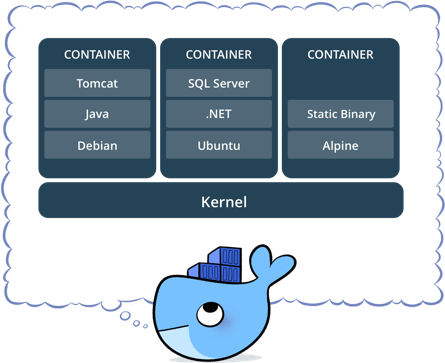 CONTAINER
Tomcat
Java
Debian
CONTAINER
SQL Server
.NET
Ubuntu
CONTAINER
Static Binary
Alpine
Kernel